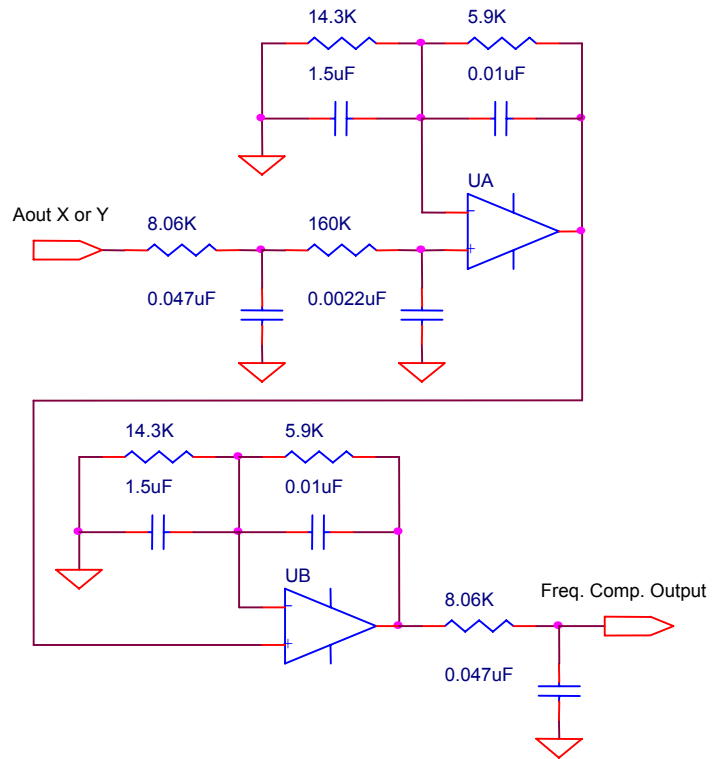 14.3K 5.9K
1.5uF 0.01uF
UA
Aout X or Y
8.06K 160K
0.047uF 0.0022uF
14.3K 5.9K
1.5uF 0.01uF
UB
8.06K
Freq. Comp. Output
0.047uF